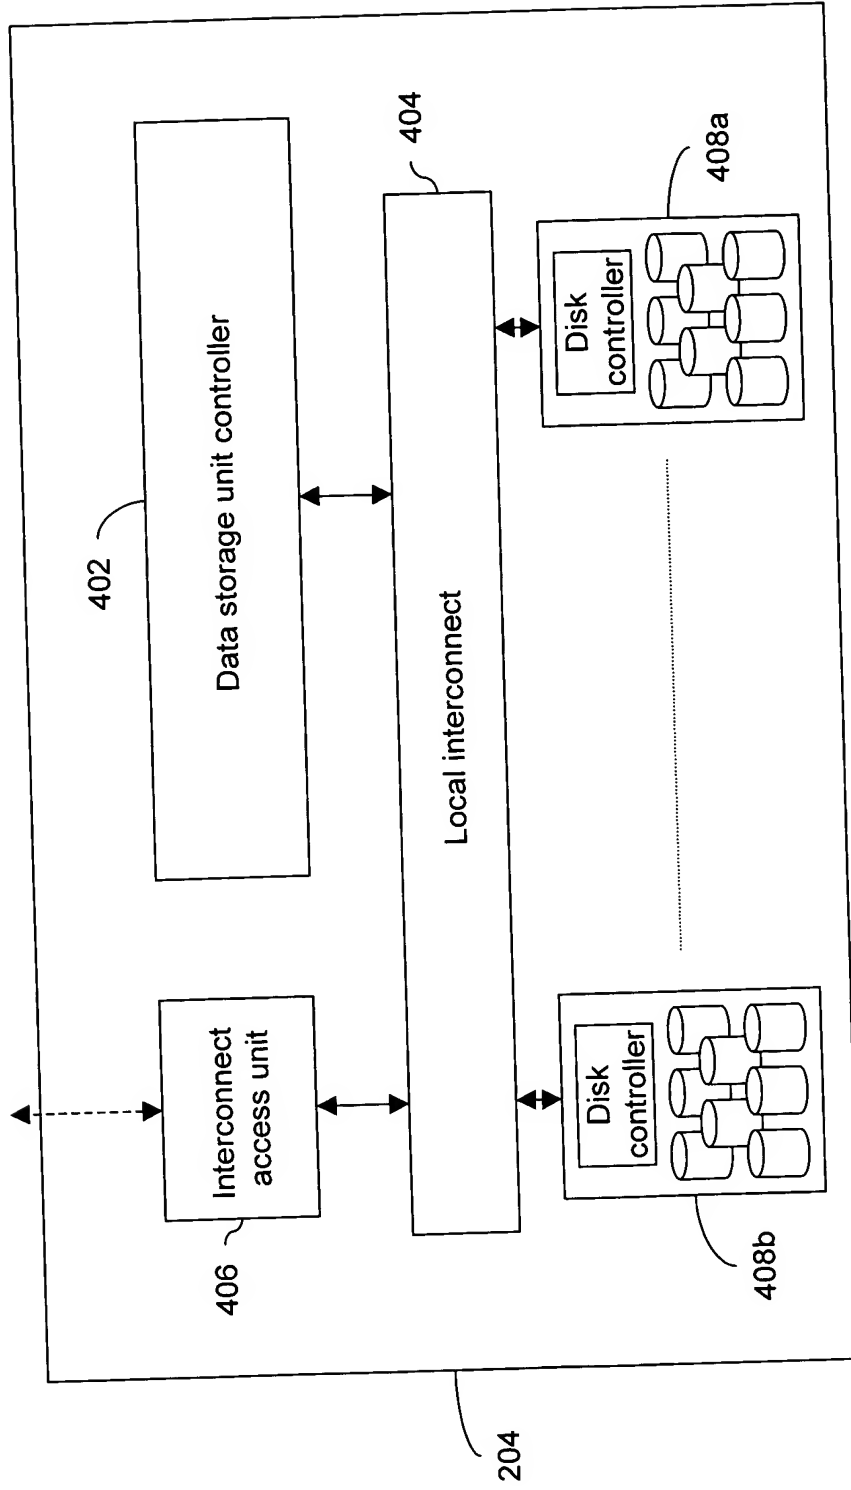 204
406
Interconnect
access unit
402
Data storage unit controller
404
Local interconnect
408b
Disk
controller
408a
Disk
controller